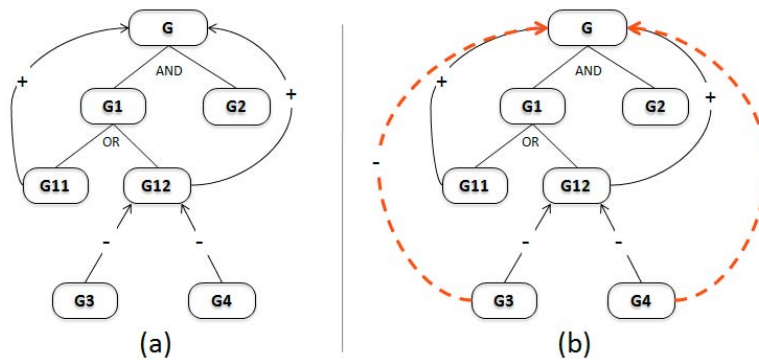 G
+
AND
+
G1
G2
OR
G11
G12
-
-
G3
G4
(a)
G
AND
+
+
G1
G2
OR
-
G11
G12
-
-
G3
G4
(b)